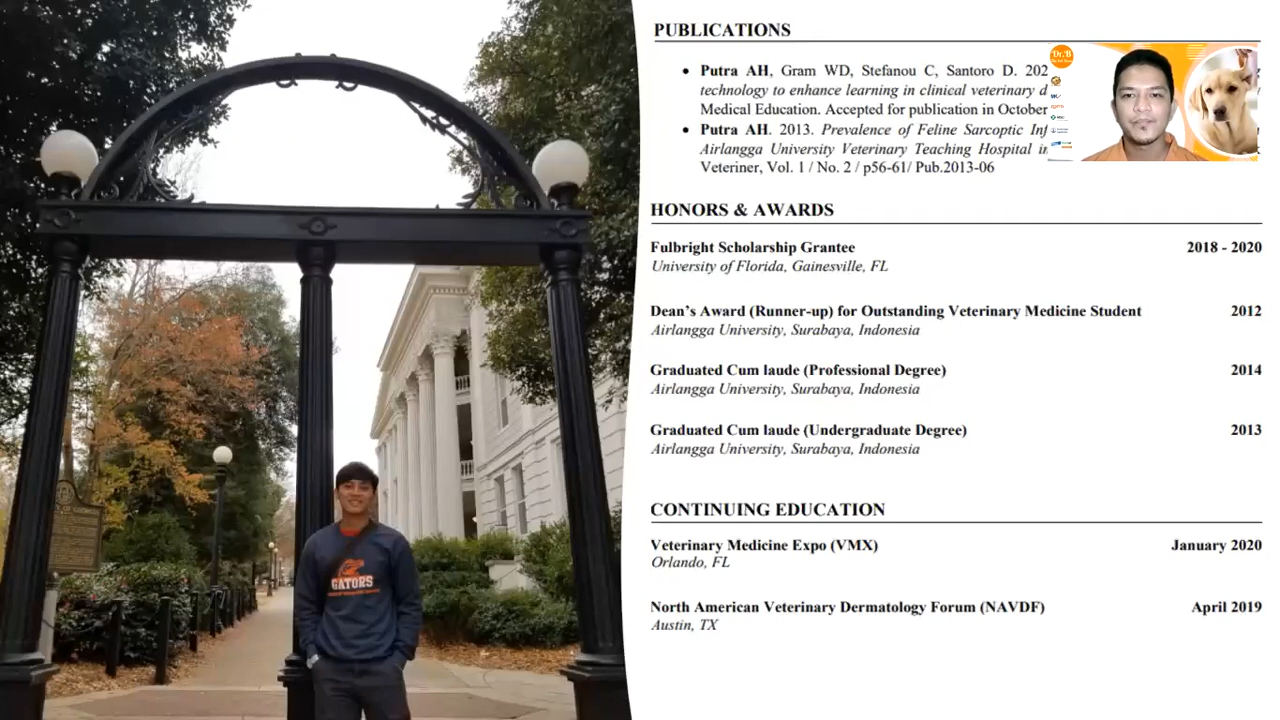 GATORS
PUBLICATIONS
Putra AH, Gram WD, Stefanou C, Santoro D. 202
technology to enhance learning in clinical veterinary d
Medical Education. Accepted for publication in October
Putra AH. 2013. Prevalence of Feline Sarcoptic Inf
Airlangga University Veterinary Teaching Hospital in
Veteriner, Vol. 1 / No. 2 / p56-61/ Pub.2013-06
Dr. B
HONORS & AWARDS
Fulbright Scholarship Grantee 2018 - 2020
University of Florida, Gainesville, FL
Dean's Award (Runner-up) for Outstanding Veterinary Medicine Student 2012
Airlangga University, Surabaya, Indonesia
Graduated Cum laude (Professional Degree) 2014
Airlangga University, Surabaya, Indonesia
Graduated Cum laude (Undergraduate Degree) 2013
Airlangga University, Surabaya, Indonesia
CONTINUING EDUCATION
Veterinary Medicine Expo (VMX) January 2020
Orlando, FL
North American Veterinary Dermatology Forum (NAVDF) April 2019
Austin, TX